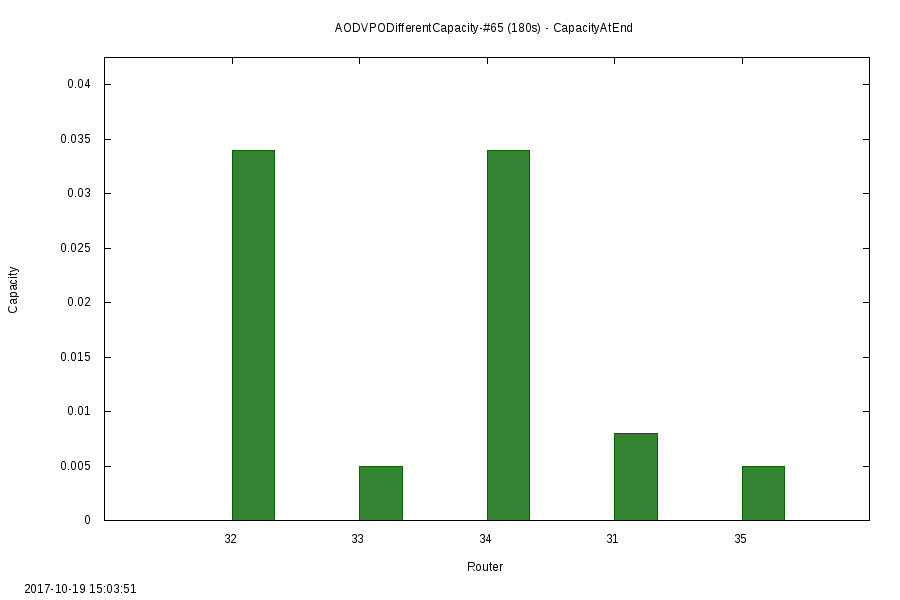 AODVPODifferentCapacity-#65 (180s) - CapacityAtEnd
0.04
0.035
0.03
0.025
0.02
0.015
0.01
0.005
0
Capacity
32 33 34 31 35
Router
2017-10-19 15:03:51